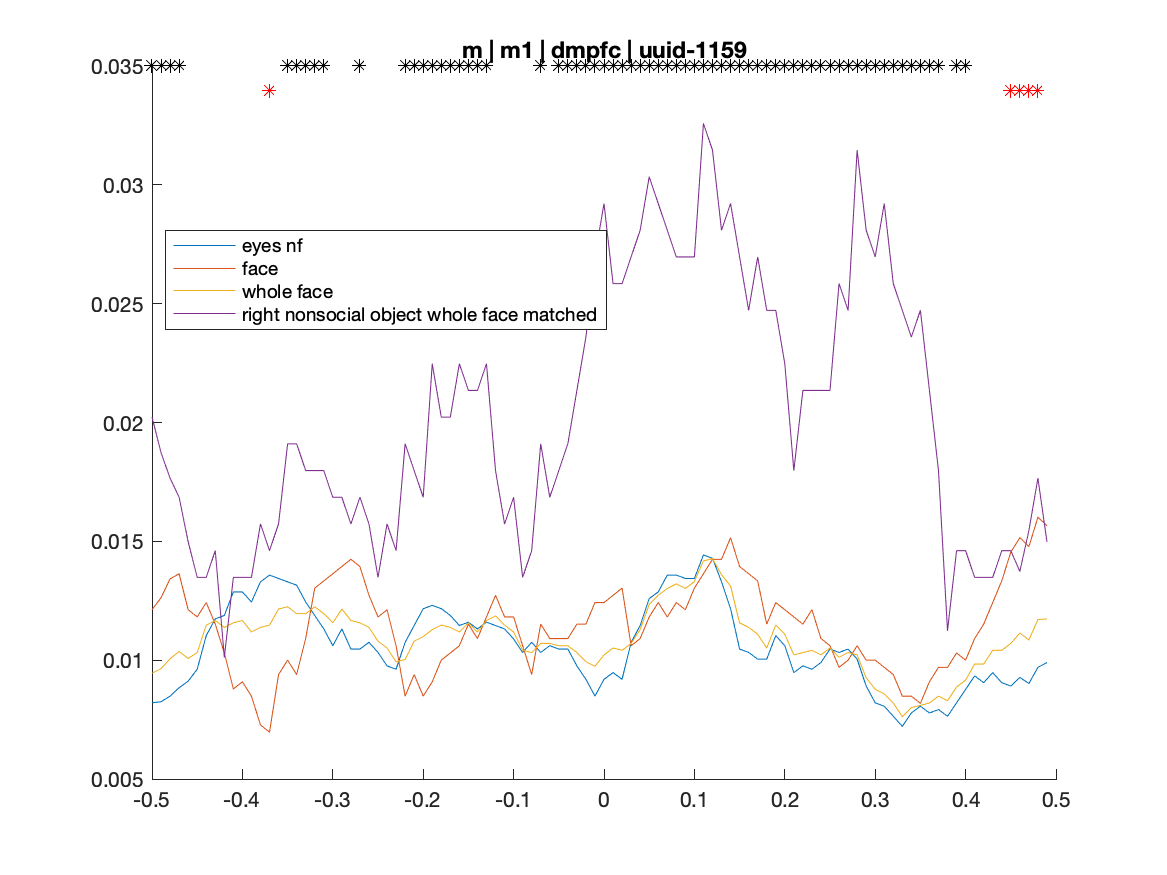 m | m1 | dmpfc | uuid-1159
0.035
0.03
0.025
0.02
0.015
0.01
0.005
eyes nf
face
whole face
right nonsocial object whole face matched
-0.5 -0.4 -0.3 -0.2 -0.1 0 0.1 0.2 0.3 0.4 0.5